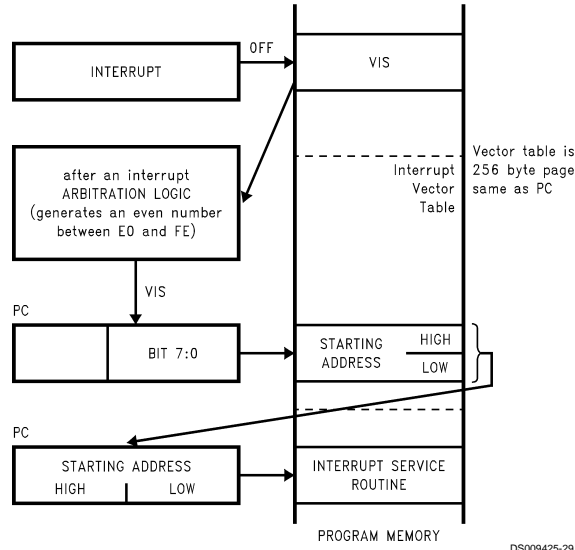 INTERRUPT
OFF
VIS
after an interrupt
ARBITRATION LOGIC
(generates an even number
between E0 and FE)
Interrupt
Vector
Table
Vector table is
256 byte page
same as PC
VIS
PC
BIT 7:0
STARTING
ADDRESS
HIGH
LOW
PC
STARTING ADDRESS
HIGH
LOW
INTERRUPT SERVICE
ROUTINE
PROGRAM MEMORY
DS009425-29